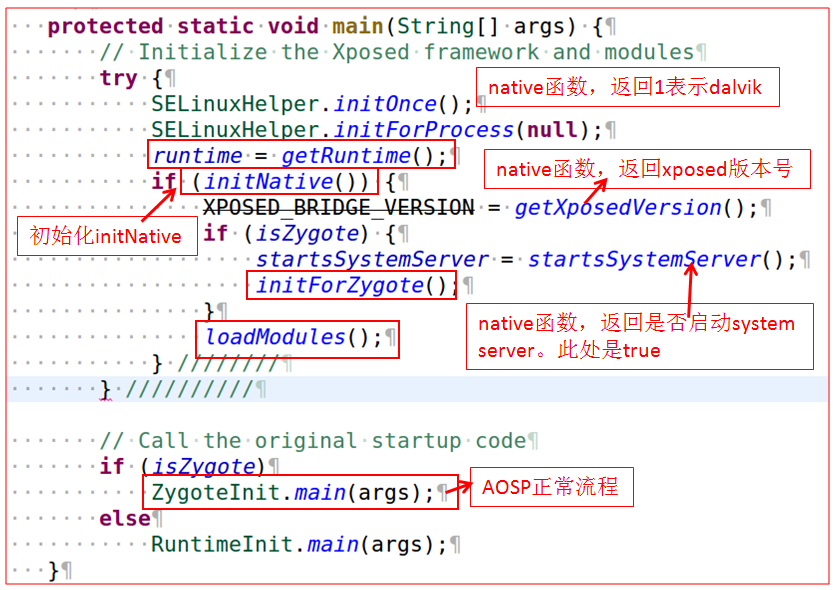 protected static void main(String[] args) {
// Initialize the Xposed framework and modules
try {
native函数，返回1表示dalvik
SELinuxHelper.initOnce();
SELinuxHelper.initForProcess(null);
runtime = getRuntime();
native函数，返回xposed版本号
if (initNative()) {
XPOSED_BRIDGE_VERSION = getXposedVersion();
初始化initNative
if (isZygote) {
startsSystemServer = startsSystemServer();
initForZygote();
}
native函数，返回是否启动system
server。此处是true
loadModules();
} ////////
} //////////
// Call the original startup code
if (isZygote)
ZygoteInit.main(args);
AOSP正常流程
else
RuntimeInit.main(args);
}